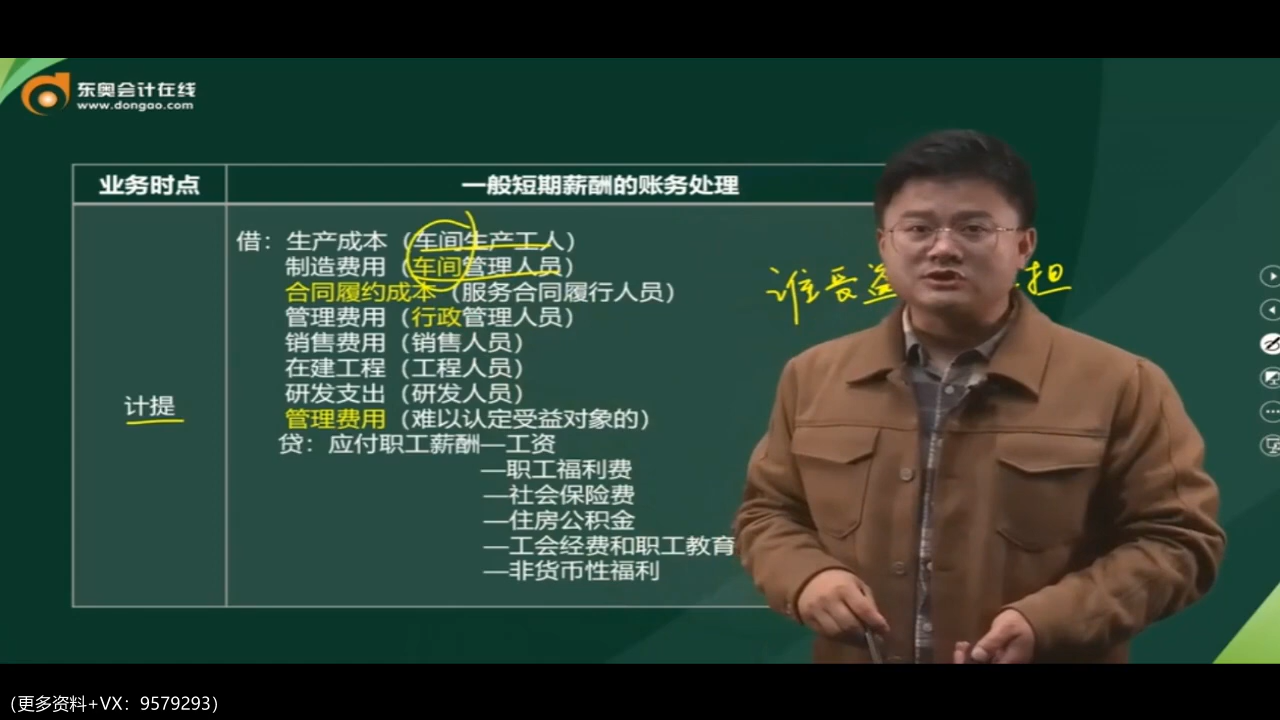 东奥会计在线
www.dongao.com
业务时点
一般短期薪酬的账务处理
借：生产成本（车间生产工人）
制造费用（车间管理人员）
合同履约成本（服务合同履行人员）
管理费用（行政管理人员）
销售费用（销售人员）
在建工程（工程人员）
研发支出（研发人员）
管理费用（难以认定受益对象的）
计提
贷：应付职工薪酬—工资
—职工福利费
—社会保险费
—住房公积金
—工会经费和职工教育
—非货币性福利
谁受益 担
(更多资料+VX：9579293)